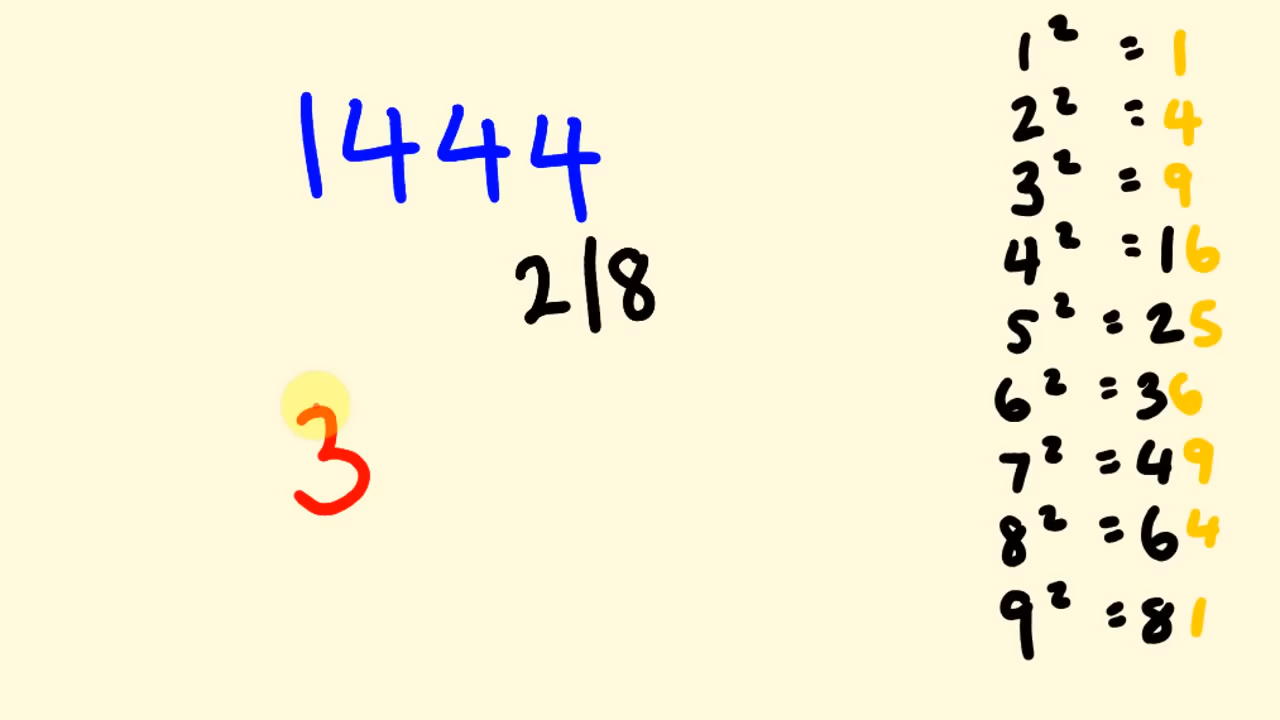 1444
2|8
3
1² = 1
2² = 4
3² = 9
4² = 16
5² = 25
6² = 36
7² = 49
8² = 64
9² = 81